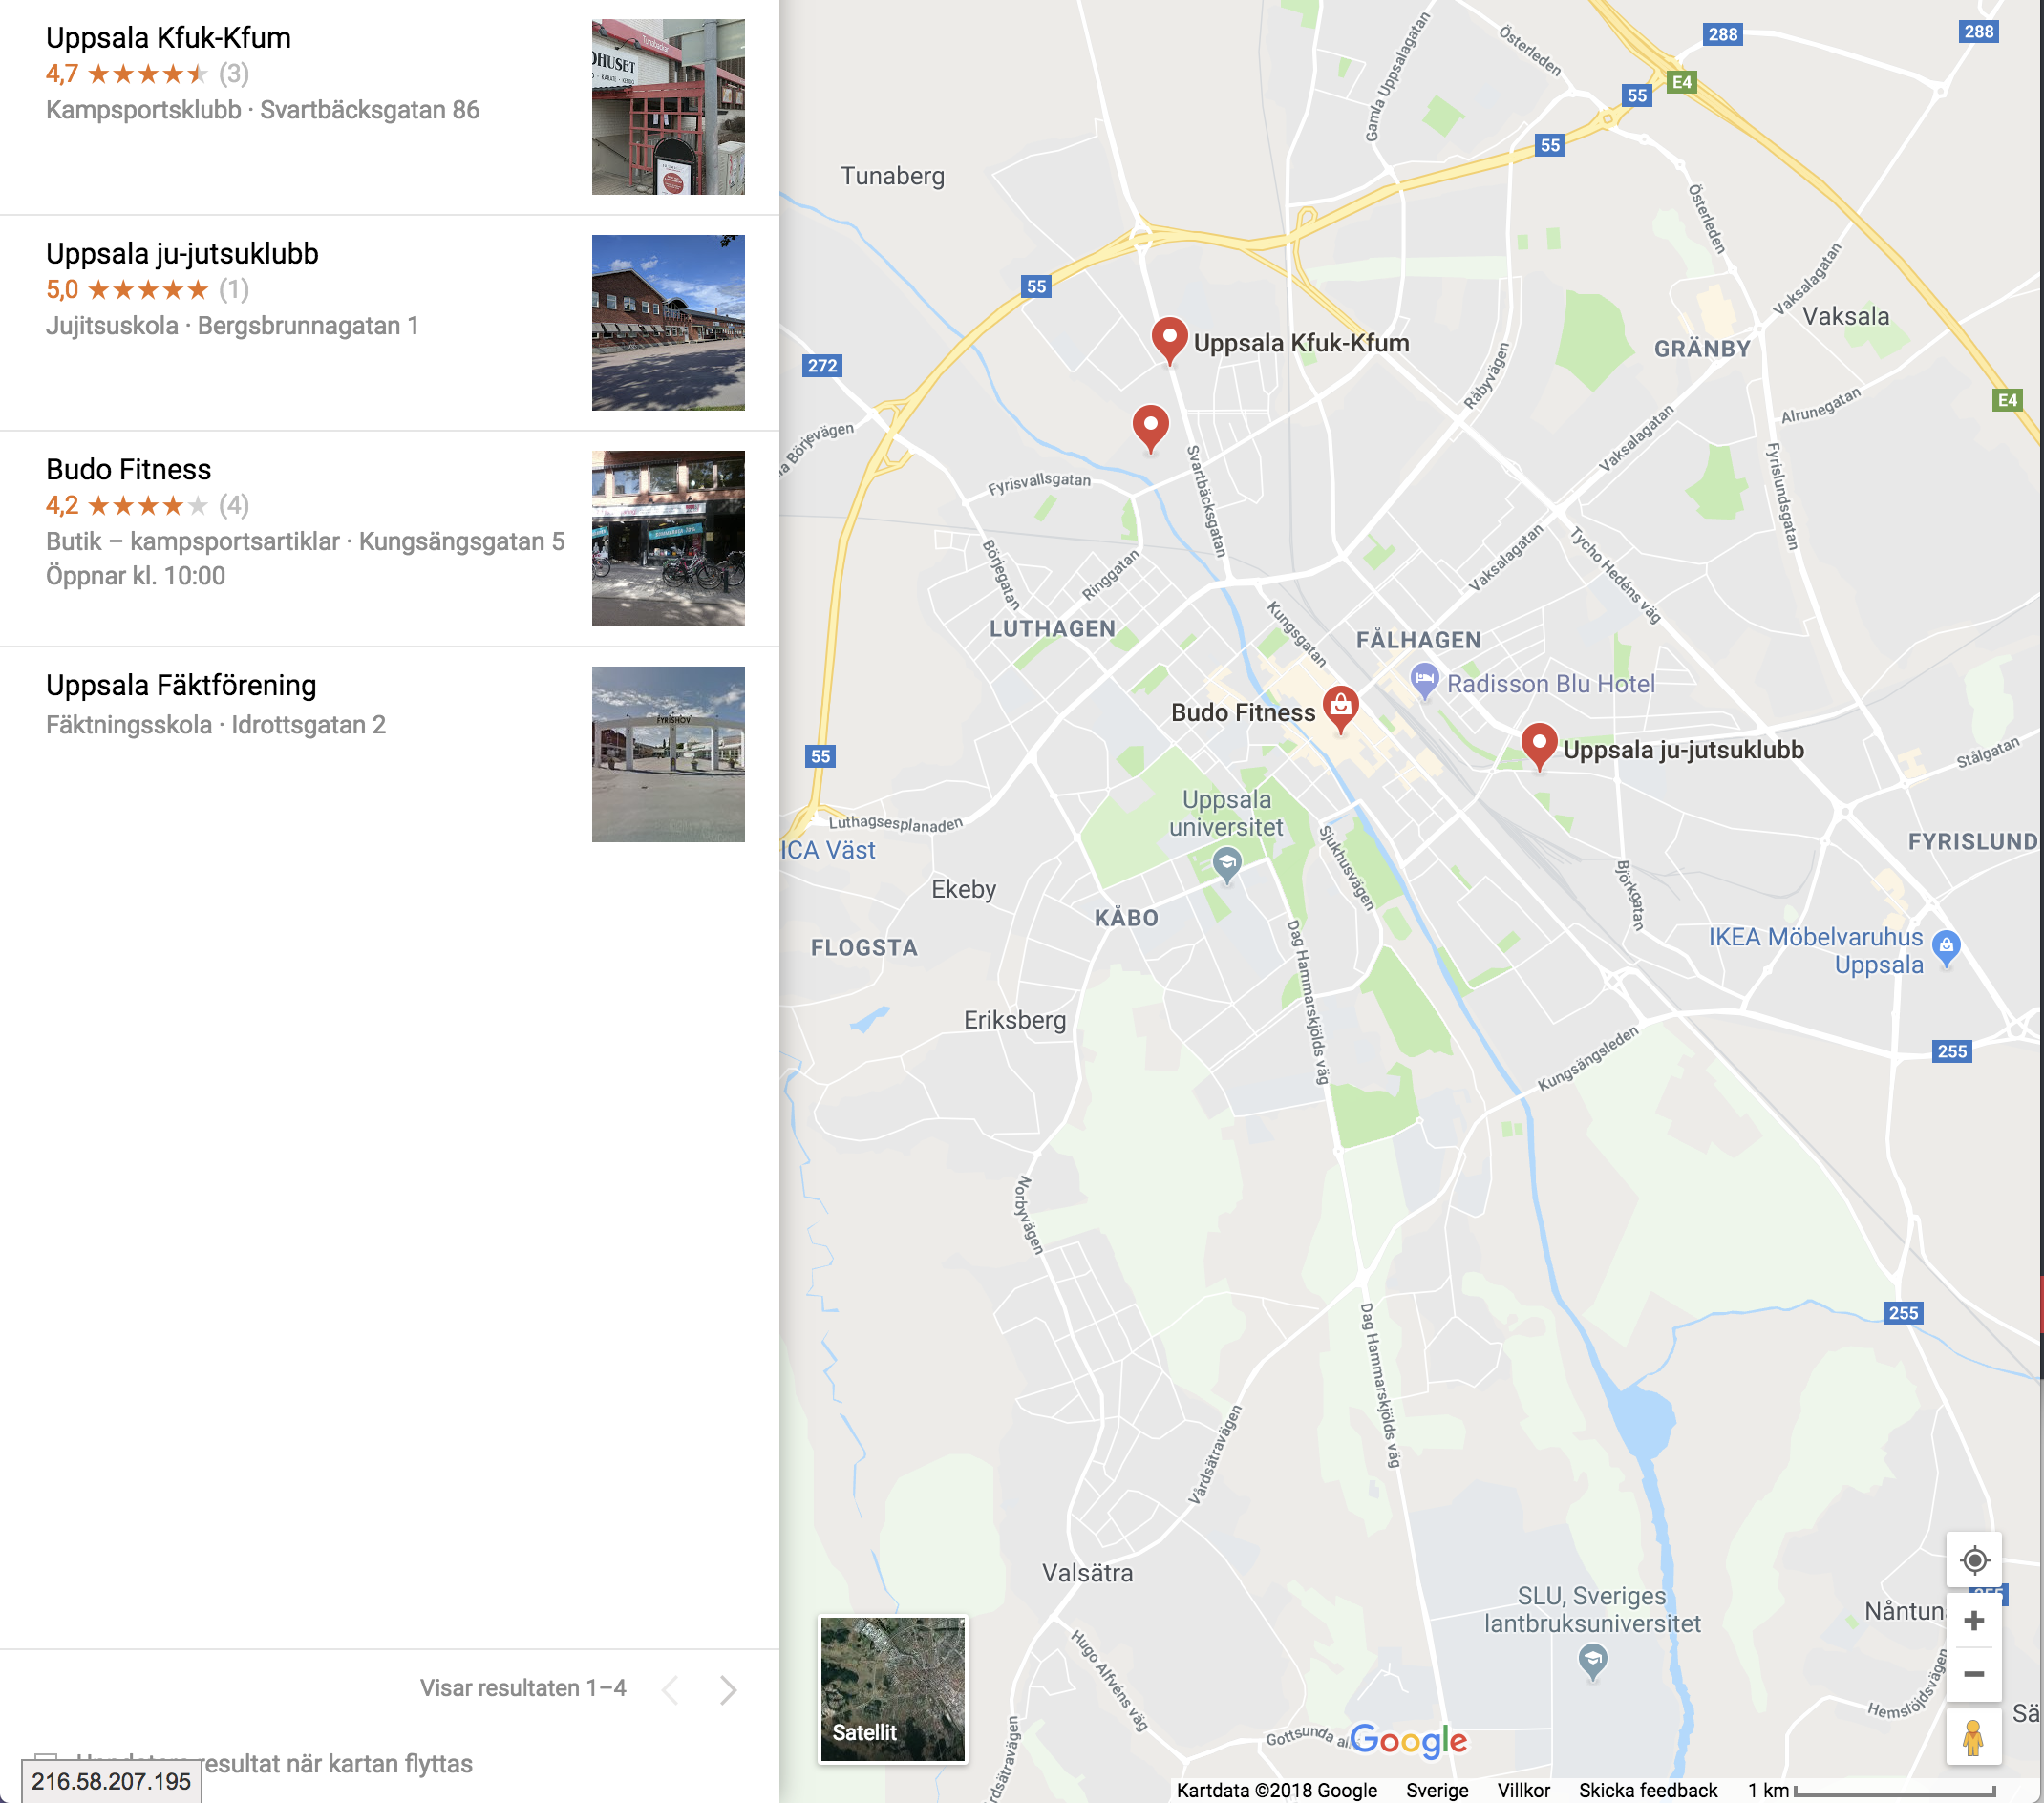 Uppsala Kfuk-Kfum
4,7 ★★★★★ (3)
Kampsportsklubb · Svartbäcksgatan 86
Uppsala ju-jutsuklubb
5,0 ★★★★★ (1)
Jujitsuskola · Bergsbrunnagatan 1
Budo Fitness
4,2 ★★★★★ (4)
Butik – kampsportsartiklar · Kungsängsgatan 5
Öppnar kl. 10:00
Uppsala Fäktförening
Fäktningsskola · Idrottsgatan 2
FYRISHOV
Visar resultaten 1–4
resultat när kartan flyttas
216.58.207.195
288
288
Österleden
E4
55
Gamla Uppsalagatan
55
Tunaberg
Österleden
Vaksalagatan
55
Vaksala
Uppsala Kfuk-Kfum
GRÄNBY
272
Råbyvägen
E4
Alrunegatan
Börjevägen
Vaksalagatan
Fyrisvallsgatan
Svartbäcksgatan
Fyrislundsgatan
Börjegatan
Ringgatan
Vaksalagatan
Tycho Hedéns väg
LUTHAGEN
Kungsgatan
FÅLHAGEN
Radisson Blu Hotel
Budo Fitness
Uppsala ju-jutsuklubb
55
Stålgatan
Uppsala
universitet
Luthagsesplanaden
ICA Väst
Sjukhusvägen
FYRISLUND
Ekeby
Björkgatan
KÅBO
FLOGSTA
Dag Hammarskjölds väg
IKEA Möbelvaruhus
Uppsala
Eriksberg
255
Kungsängsleden
Norbyvägen
255
Dag Hammarskjölds väg
Vårdsätravägen
Valsätra
SLU, Sveriges
lantbruksuniversitet
255
Nåntun
Hugo Alfvéns väg
Hemslöjdsvägen
Sä
Satellit
Gottsunda al
Google
rdsätravägen
Kartdata ©2018 Google Sverige Villkor Skicka feedback 1 km